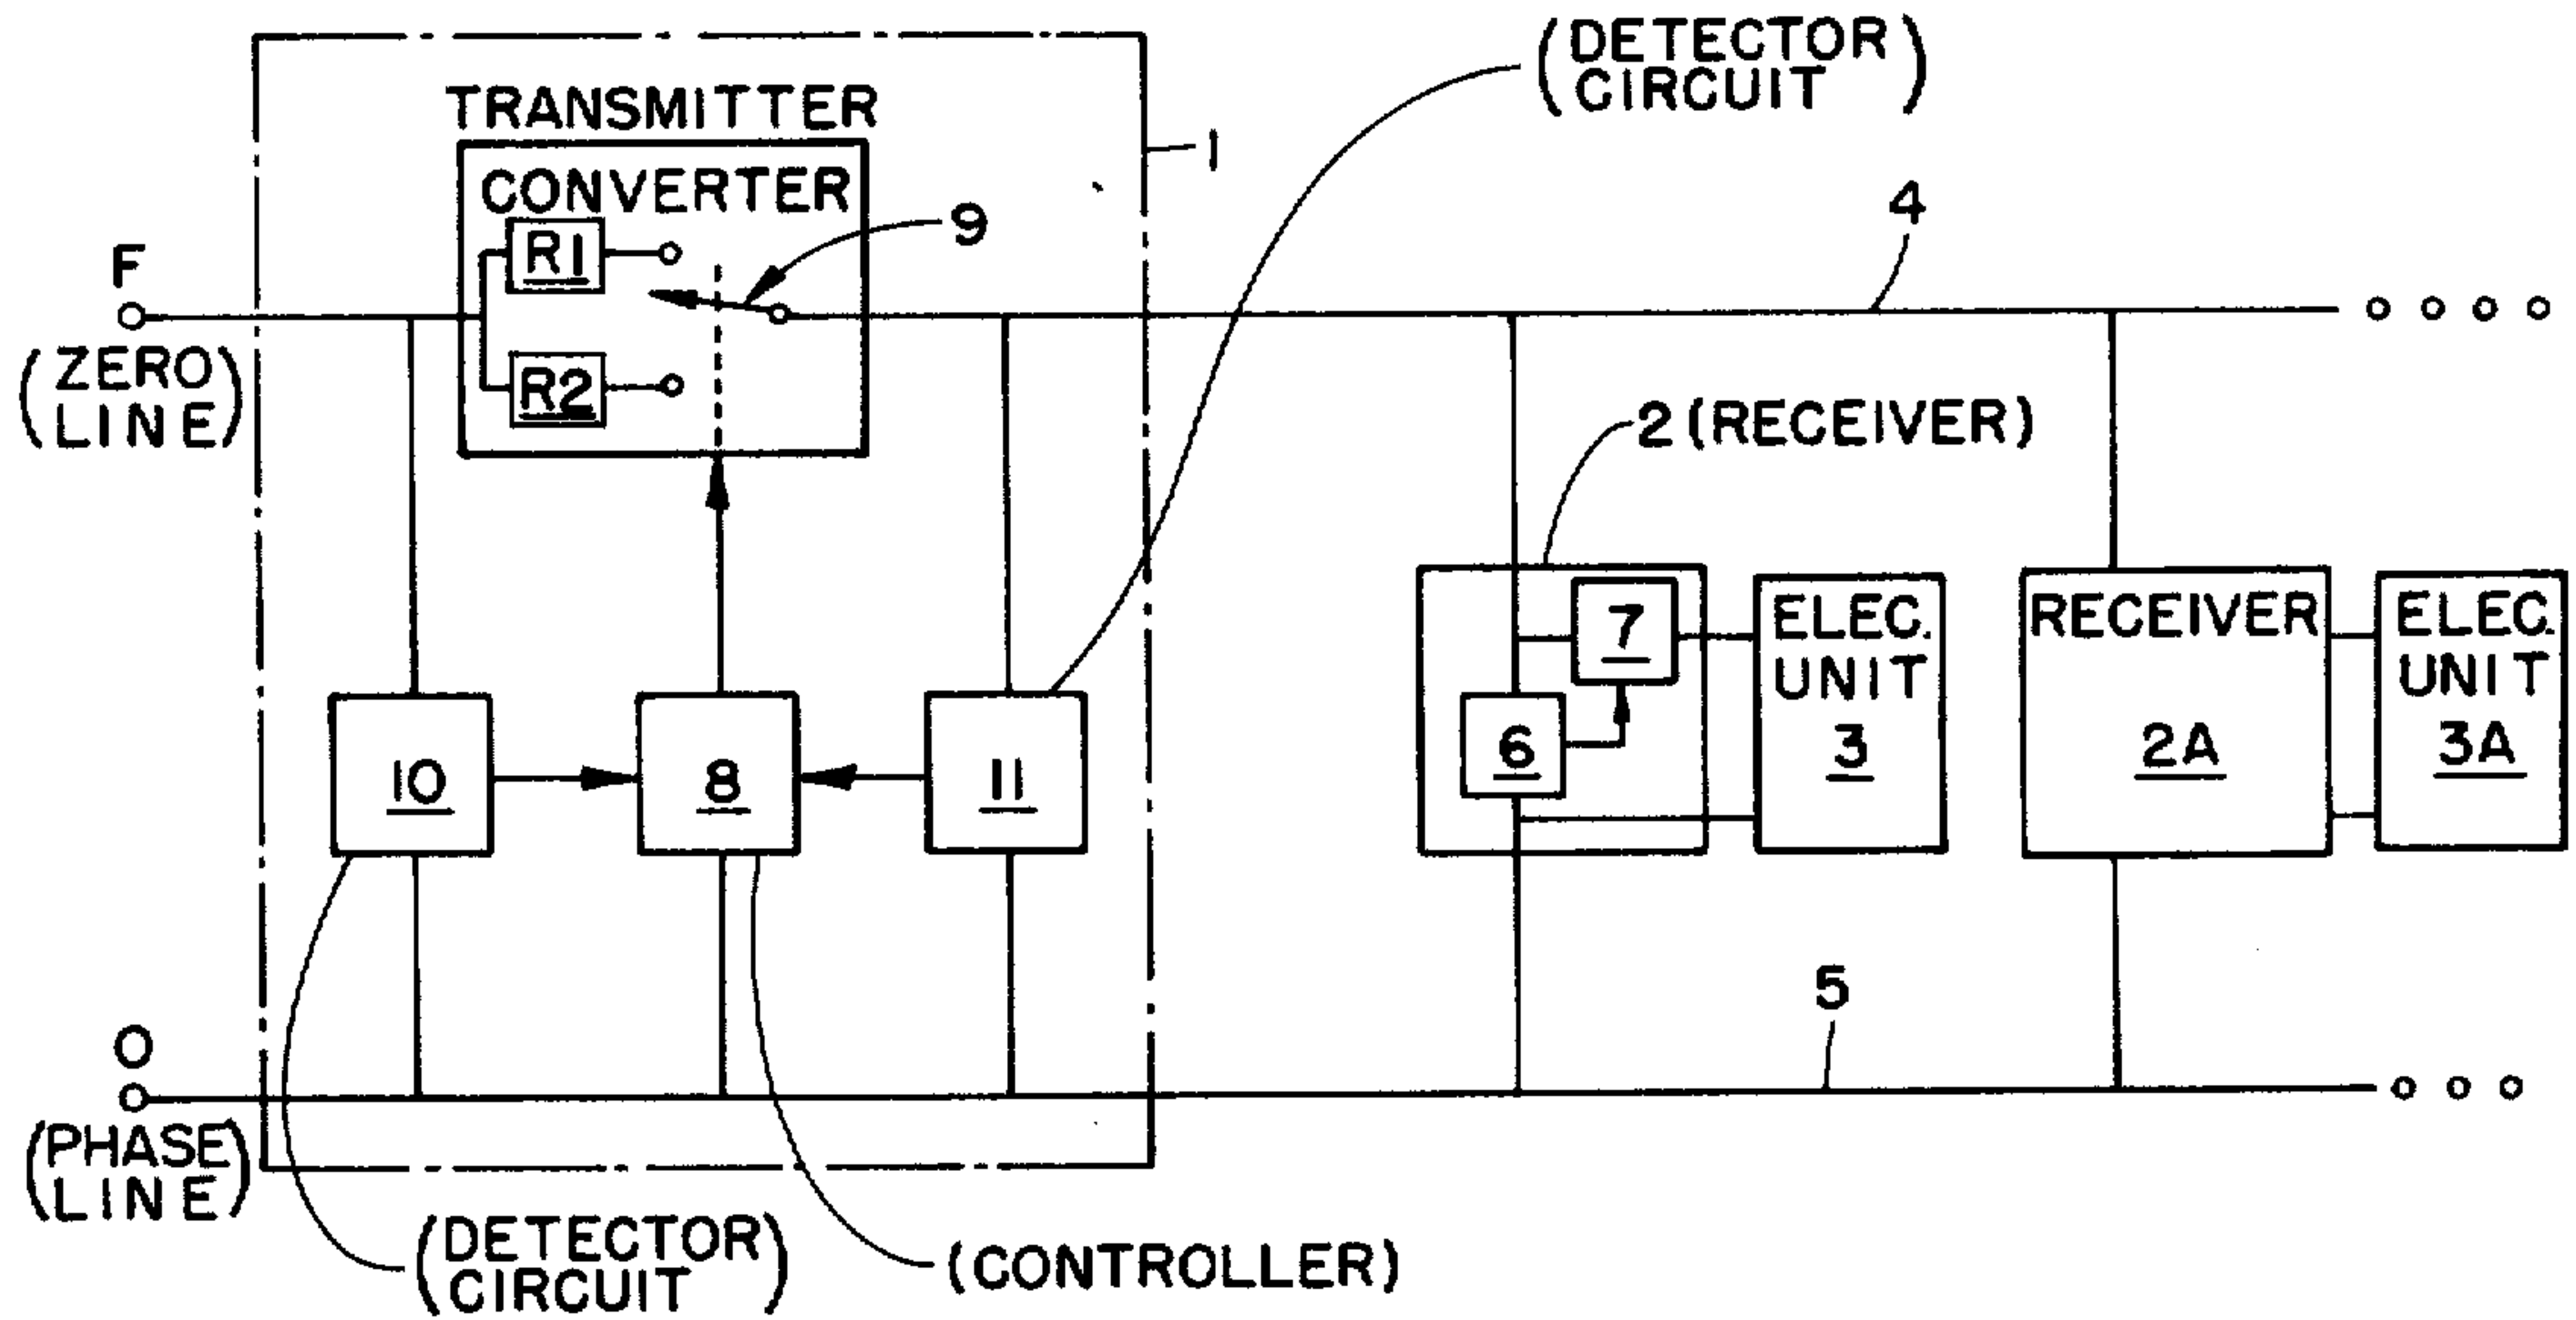 (DETECTOR
CIRCUIT)
TRANSMITTER
1
CONVERTER
R1
9
4
F
(ZERO
LINE)
R2
2 (RECEIVER)
7
ELEC.
UNIT
3
RECEIVER
2A
ELEC.
UNIT
3A
6
10
8
11
5
O
(PHASE
LINE)
(DETECTOR
CIRCUIT)
(CONTROLLER)